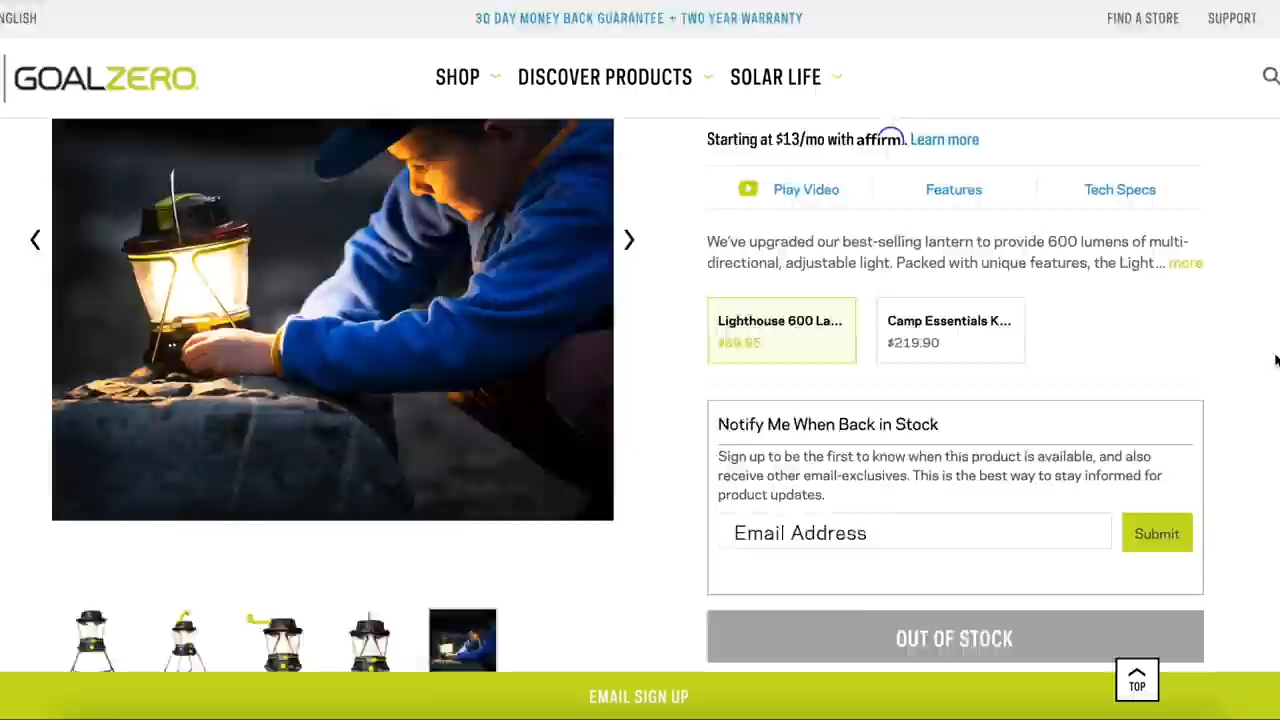 NGLISH
30 DAY MONEY BACK GUARANTEE + TWO YEAR WARRANTY
FIND A STORE
SUPPORT
GOALZERO
SHOP
DISCOVER PRODUCTS
SOLAR LIFE
Starting at $13/mo with affirm. Learn more
Play Video
Features
Tech Specs
We've upgraded our best-selling lantern to provide 600 lumens of multi-
directional, adjustable light. Packed with unique features, the Light... more
Lighthouse 600 La...
$69.95
Camp Essentials K...
$219.90
Notify Me When Back in Stock
Sign up to be the first to know when this product is available, and also
receive other email-exclusives. This is the best way to stay informed for
product updates.
Email Address
Submit
OUT OF STOCK
TOP
EMAIL SIGN UP